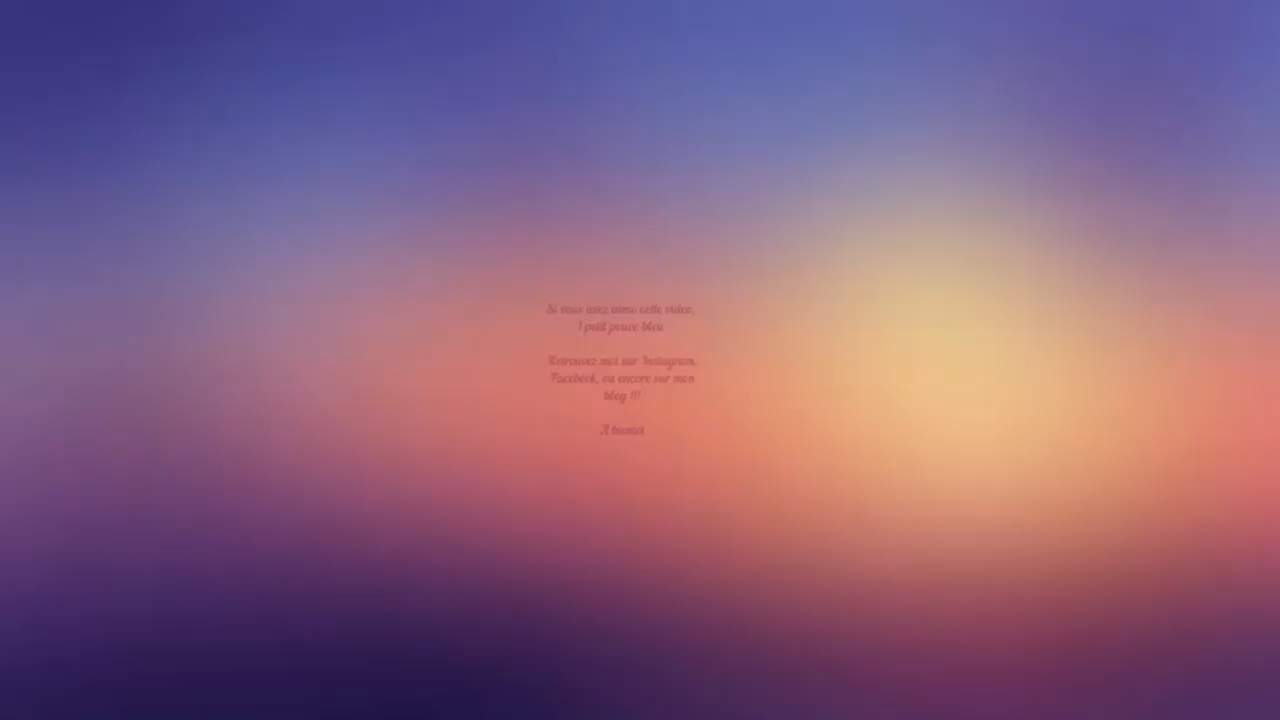 Si vous avez aimé cette video,
1 petit pouce bleu
Retrouvez moi sur Instagram,
Facebook, ou encore sur mon
blog !!!
A bientot